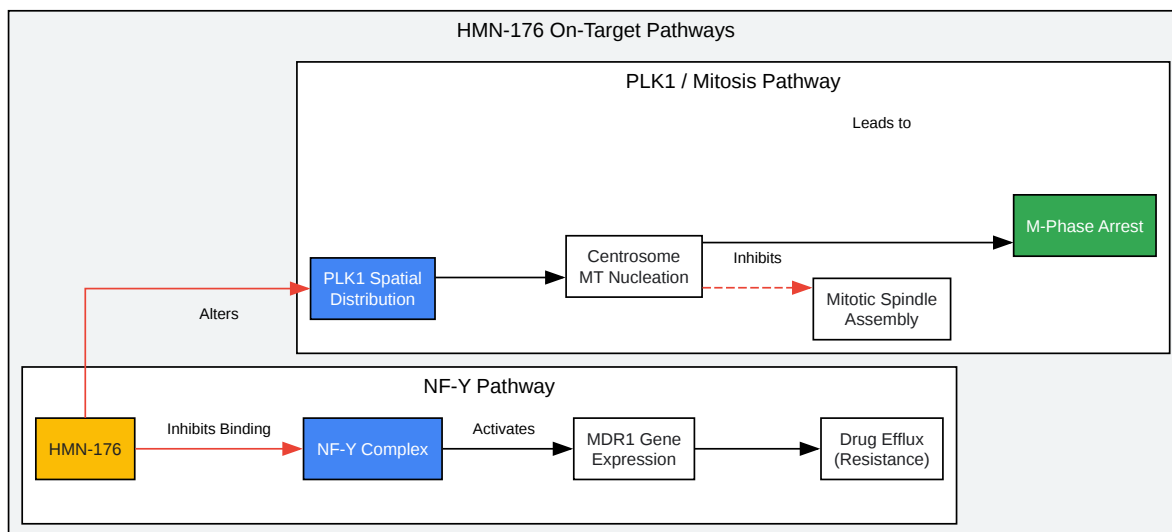 HMN-176 On-Target Pathways
PLK1 / Mitosis Pathway
Leads to
M-Phase Arrest
Centrosome
MT Nucleation
Inhibits
PLK1 Spatial
Distribution
Mitotic Spindle
Assembly
Alters
NF-Y Pathway
HMN-176
Inhibits Binding
NF-Y Complex
Activates
MDR1 Gene
Expression
Drug Efflux
(Resistance)